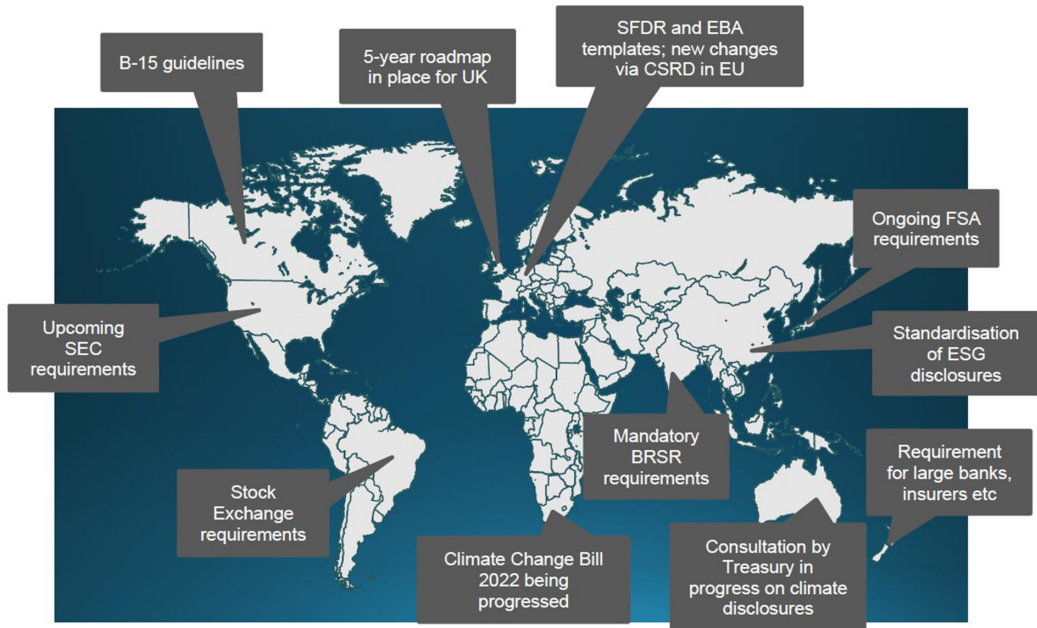 B-15 guidelines
5-year roadmap
in place for UK
SFDR and EBA
templates; new changes
via CSRD in EU
Ongoing FSA
requirements
Upcoming
SEC
requirements
Standardisation
of ESG
disclosures
Mandatory
BRSR
requirements
Requirement
for large banks,
insurers etc
Stock
Exchange
requirements
Climate Change Bill
2022 being
progressed
Consultation by
Treasury in
progress on climate
disclosures